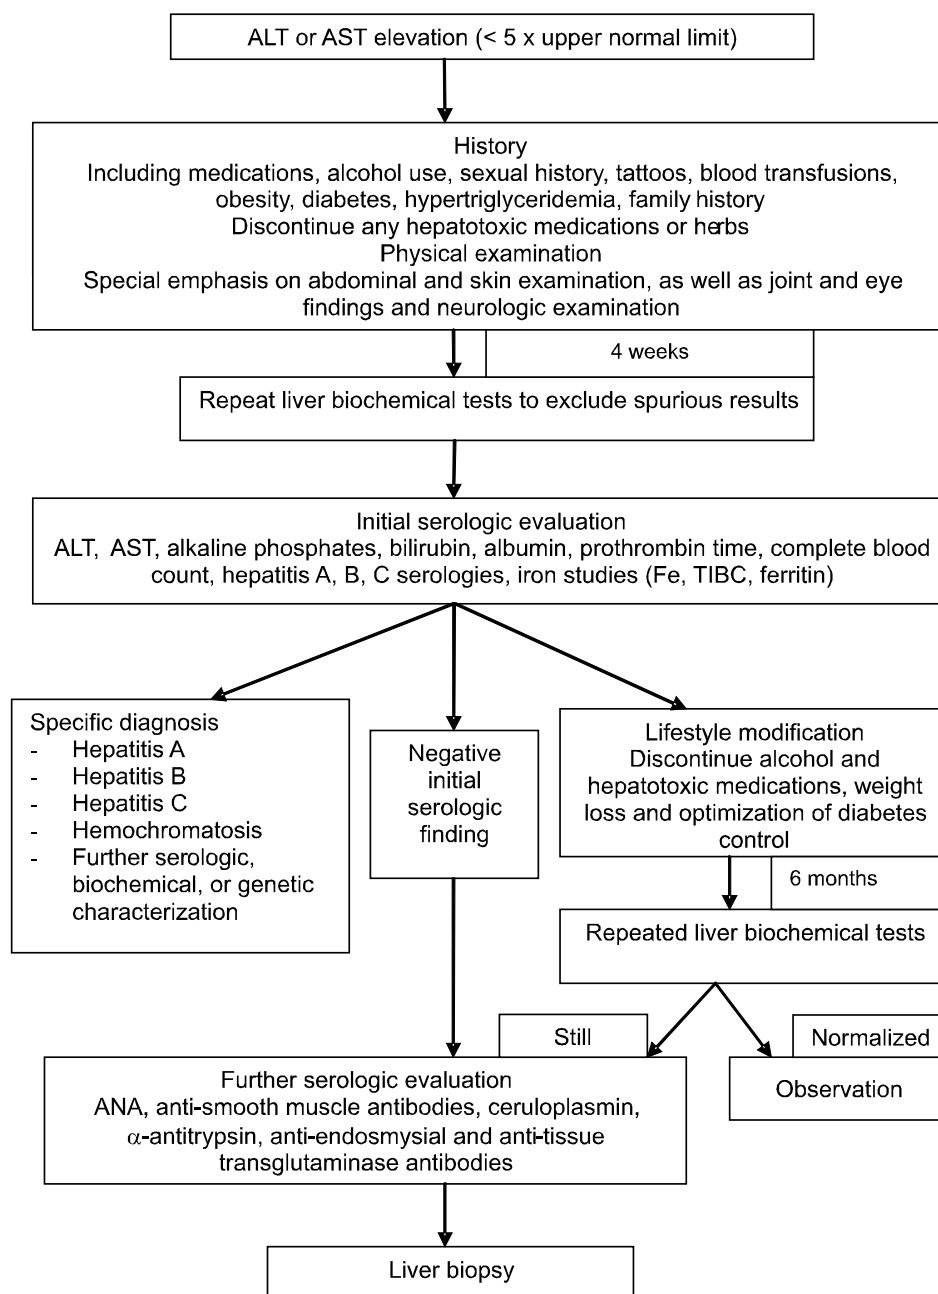 ALT or AST elevation (< 5 x upper normal limit)
History
Including medications, alcohol use, sexual history, tattoos, blood transfusions,
obesity, diabetes, hypertriglyceridemia, family history
Discontinue any hepatotoxic medications or herbs
Physical examination
Special emphasis on abdominal and skin examination, as well as joint and eye
findings and neurologic examination
4 weeks
Repeat liver biochemical tests to exclude spurious results
Initial serologic evaluation
ALT, AST, alkaline phosphates, bilirubin, albumin, prothrombin time, complete blood
count, hepatitis A, B, C serologies, iron studies (Fe, TIBC, ferritin)
Specific diagnosis
- Hepatitis A
- Hepatitis B
- Hepatitis C
- Hemochromatosis
- Further serologic,
biochemical, or genetic
characterization
Negative
initial
serologic
finding
Lifestyle modification
Discontinue alcohol and
hepatotoxic medications, weight
loss and optimization of diabetes
control
6 months
Repeated liver biochemical tests
Still
Normalized
Observation
Further serologic evaluation
ANA, anti-smooth muscle antibodies, ceruloplasmin,
α-antitrypsin, anti-endosmysial and anti-tissue
transglutaminase antibodies
Liver biopsy